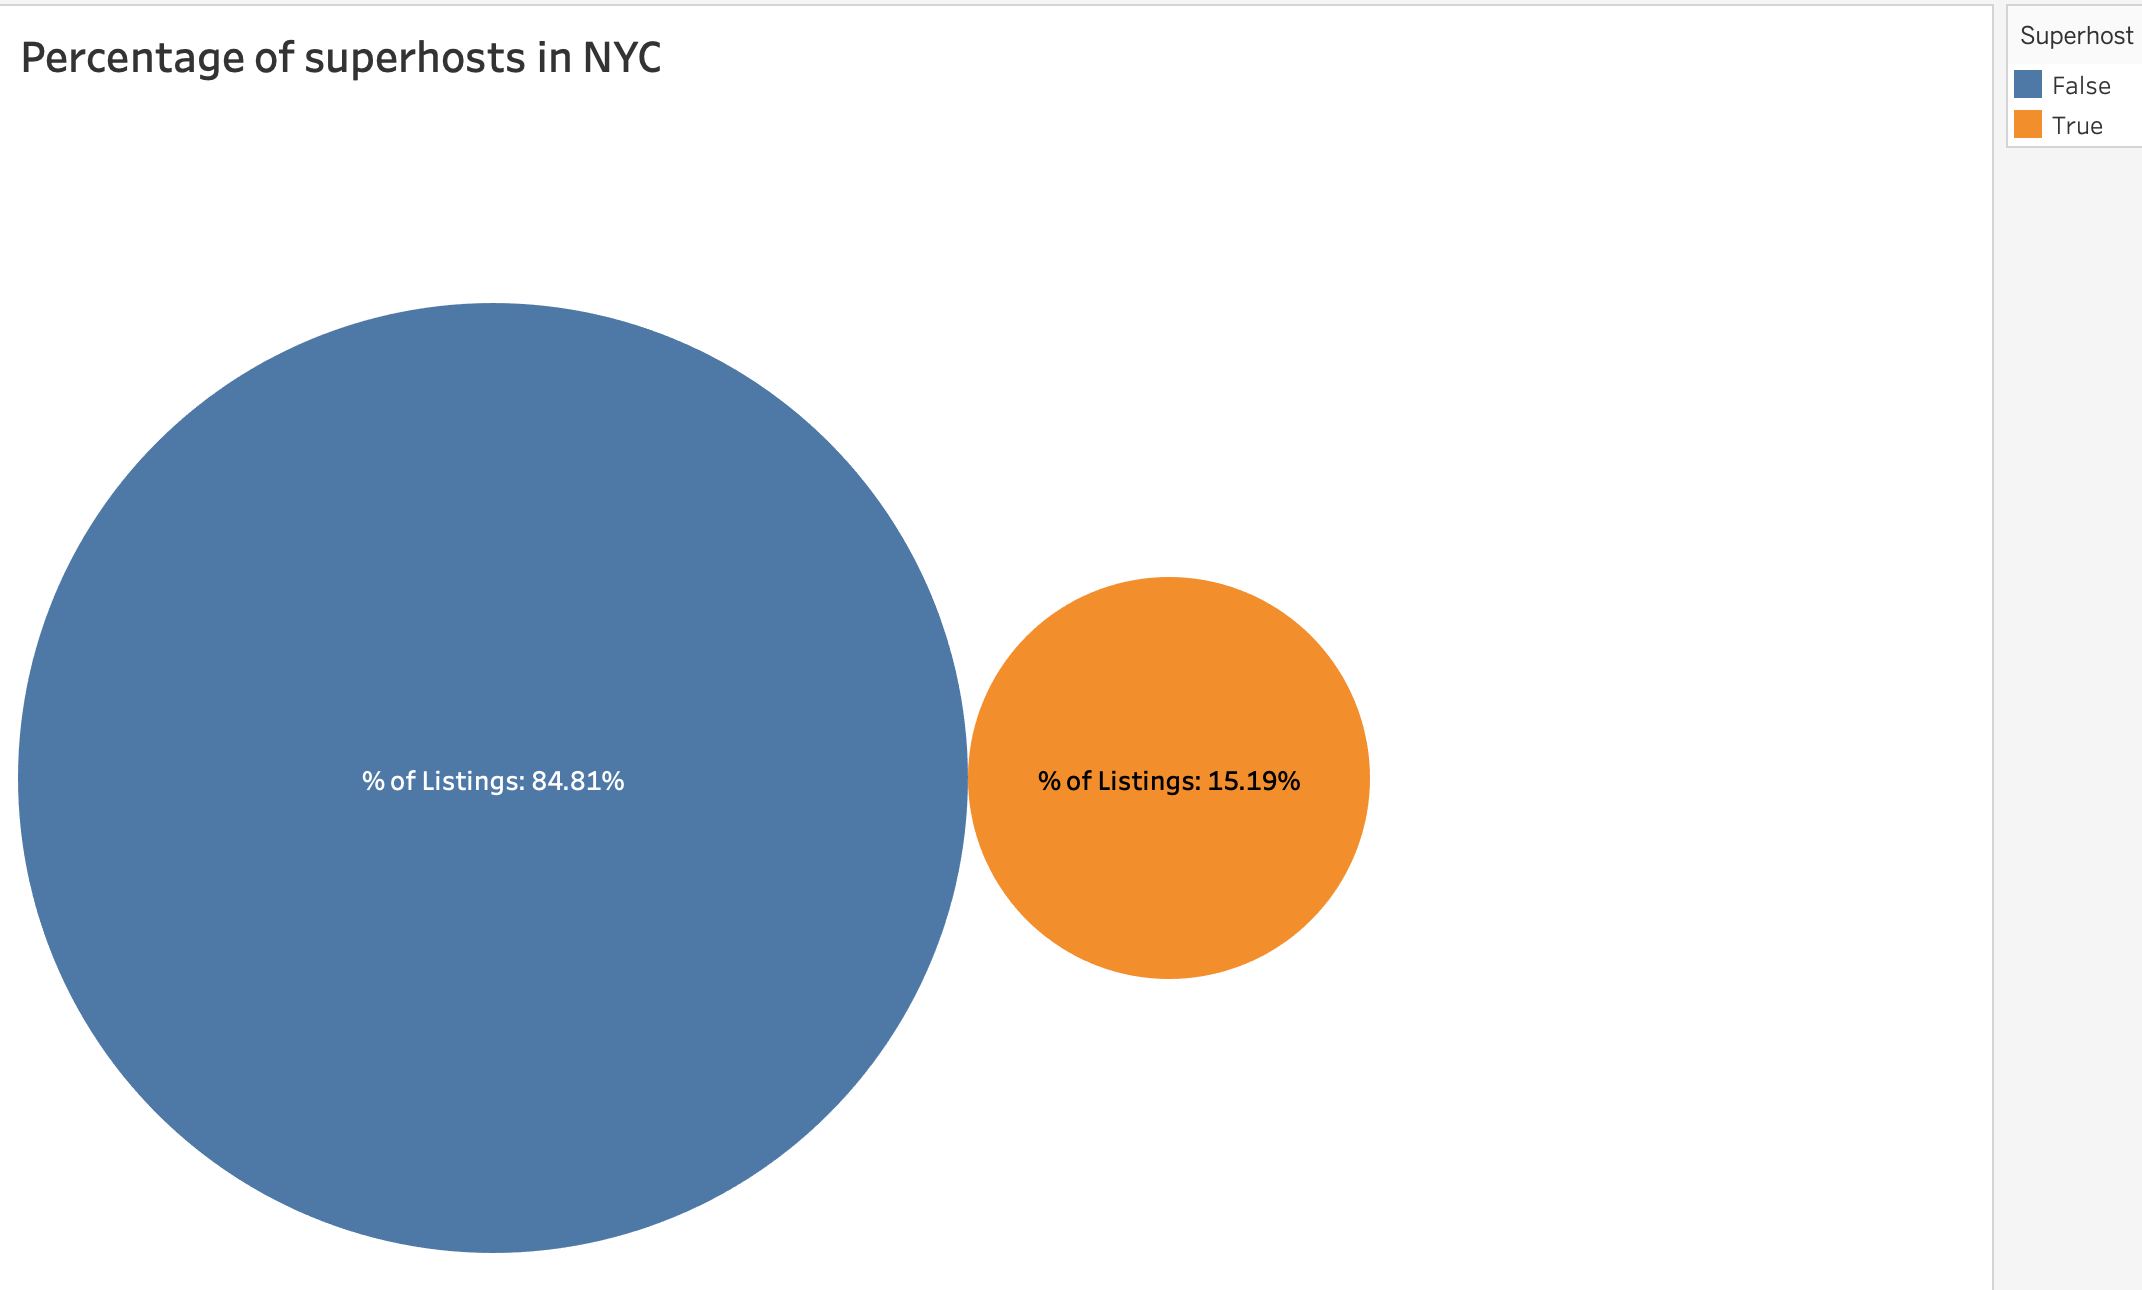 Percentage of superhosts in NYC
Superhost
False
True
% of Listings: 84.81%
% of Listings: 15.19%